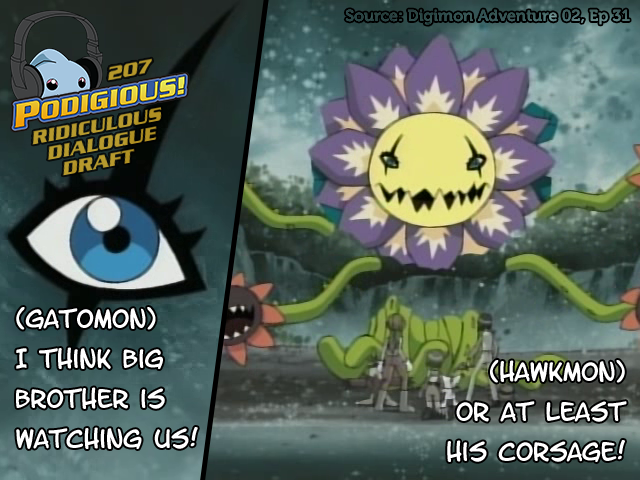 Source: Digimon Adventure 02, Ep 31
207
PODIGIOUS!
RIDICULOUS
DIALOGUE
DRAFT
(GATOMON)
I THINK BIG
BROTHER IS
WATCHING US!
(HAWKMON)
OR AT LEAST
HIS CORSAGE!